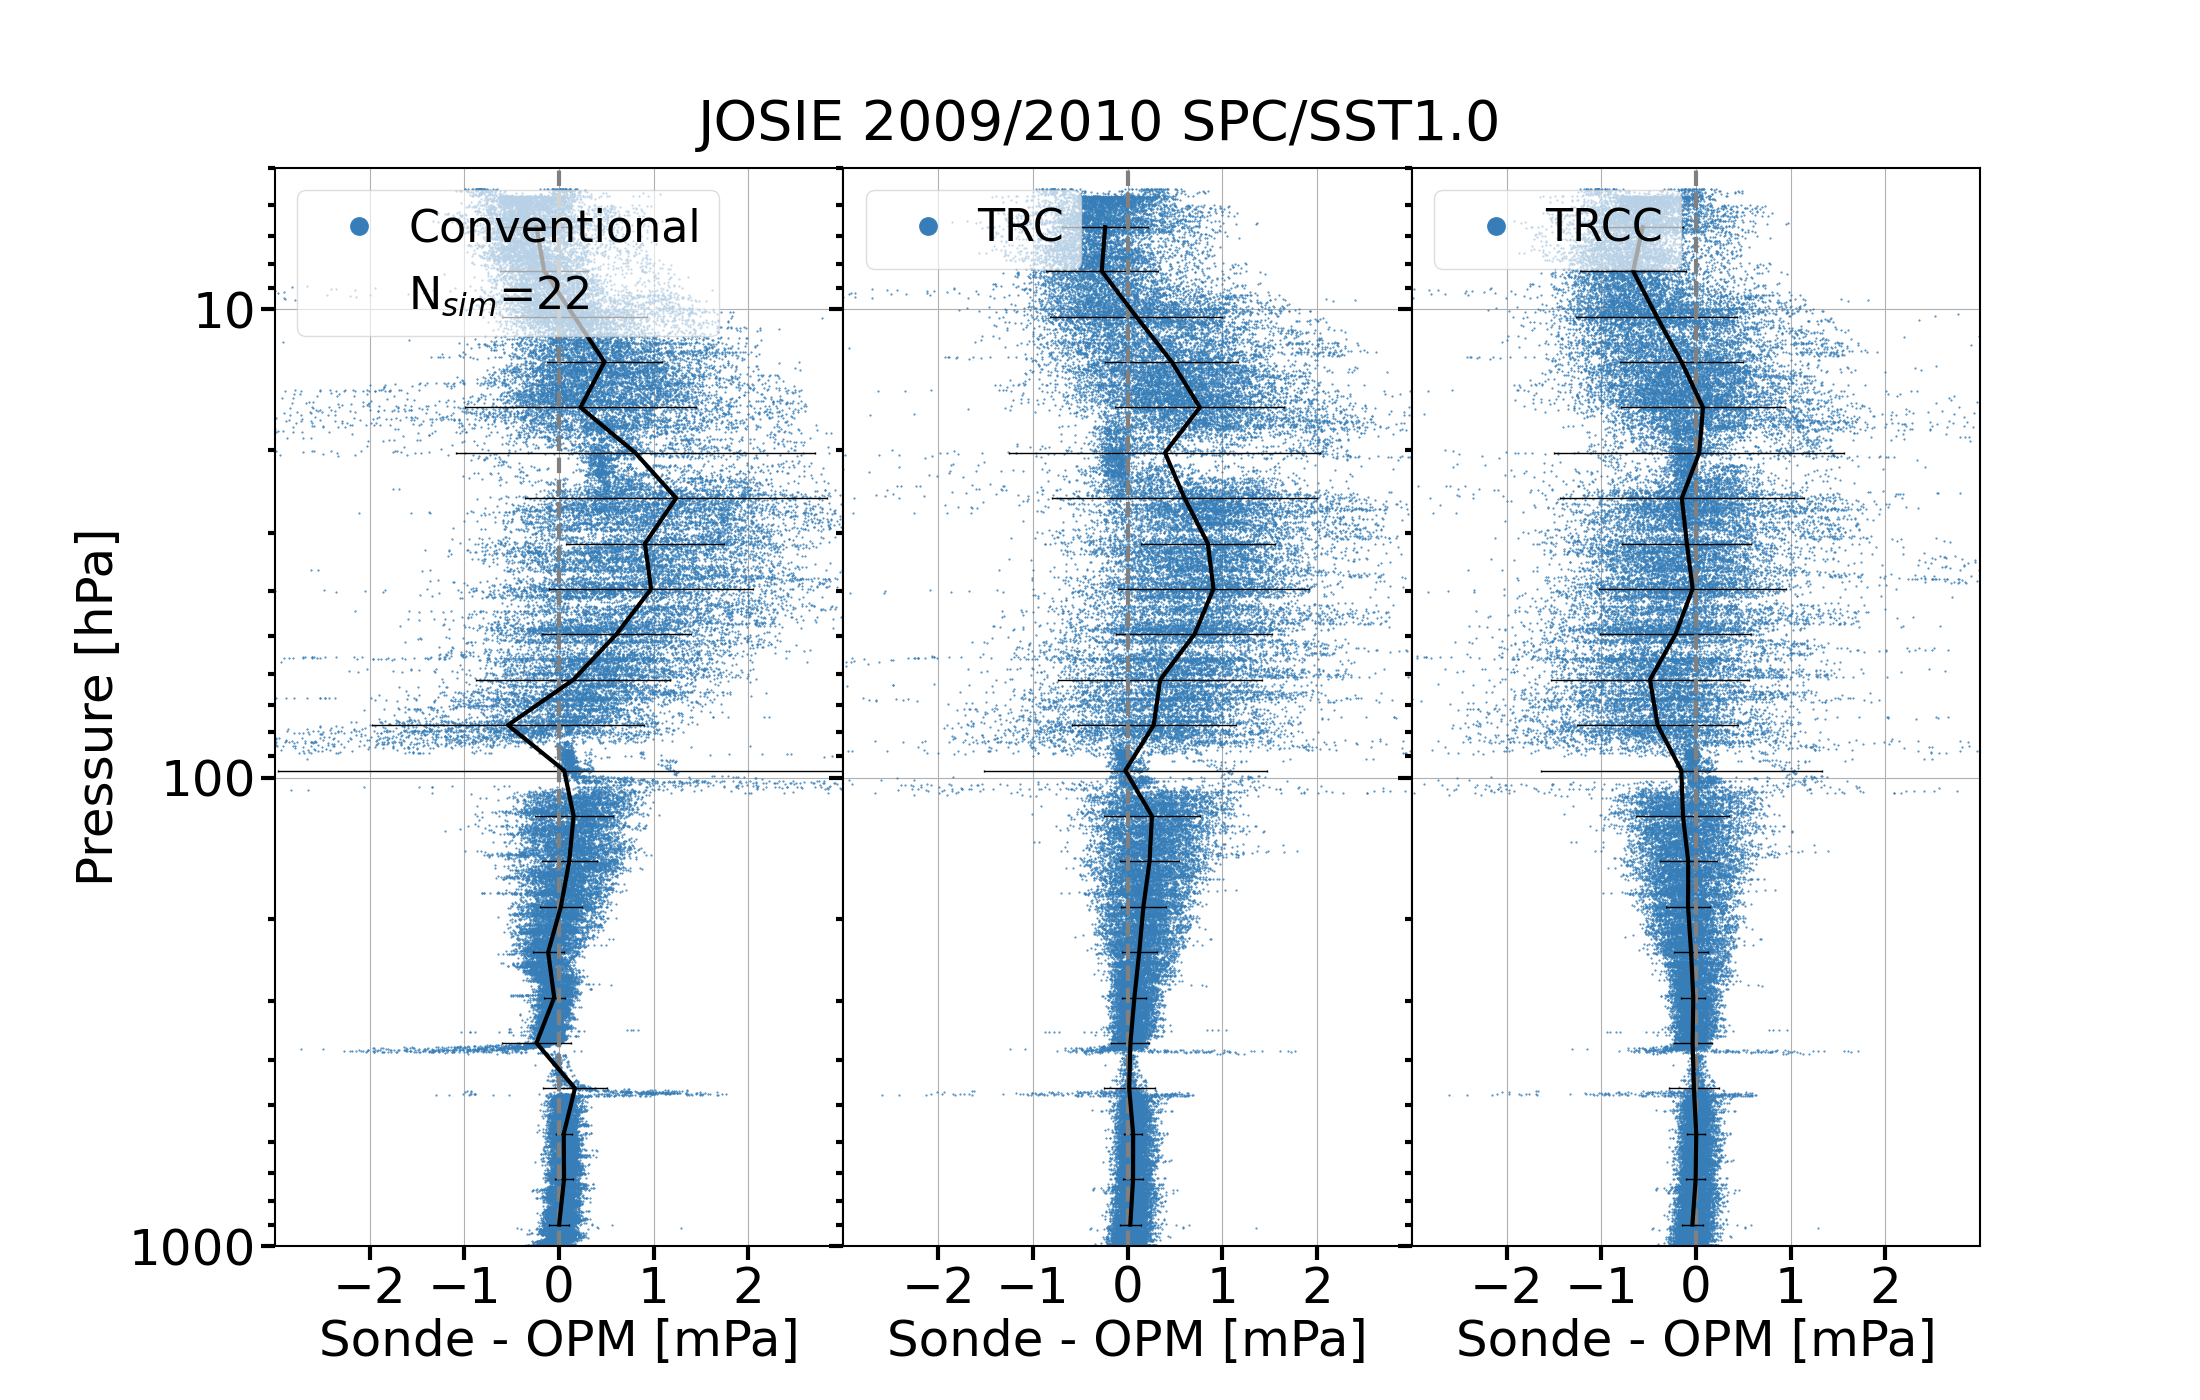 JOSIE 2009/2010 SPC/SST1.0
Conventional
Nsim=22
TRC
TRCC
Pressure [hPa]
10
100
1000
−2 −1 0 1 2
−2 −1 0 1 2
−2 −1 0 1 2
Sonde - OPM [mPa]
Sonde - OPM [mPa]
Sonde - OPM [mPa]